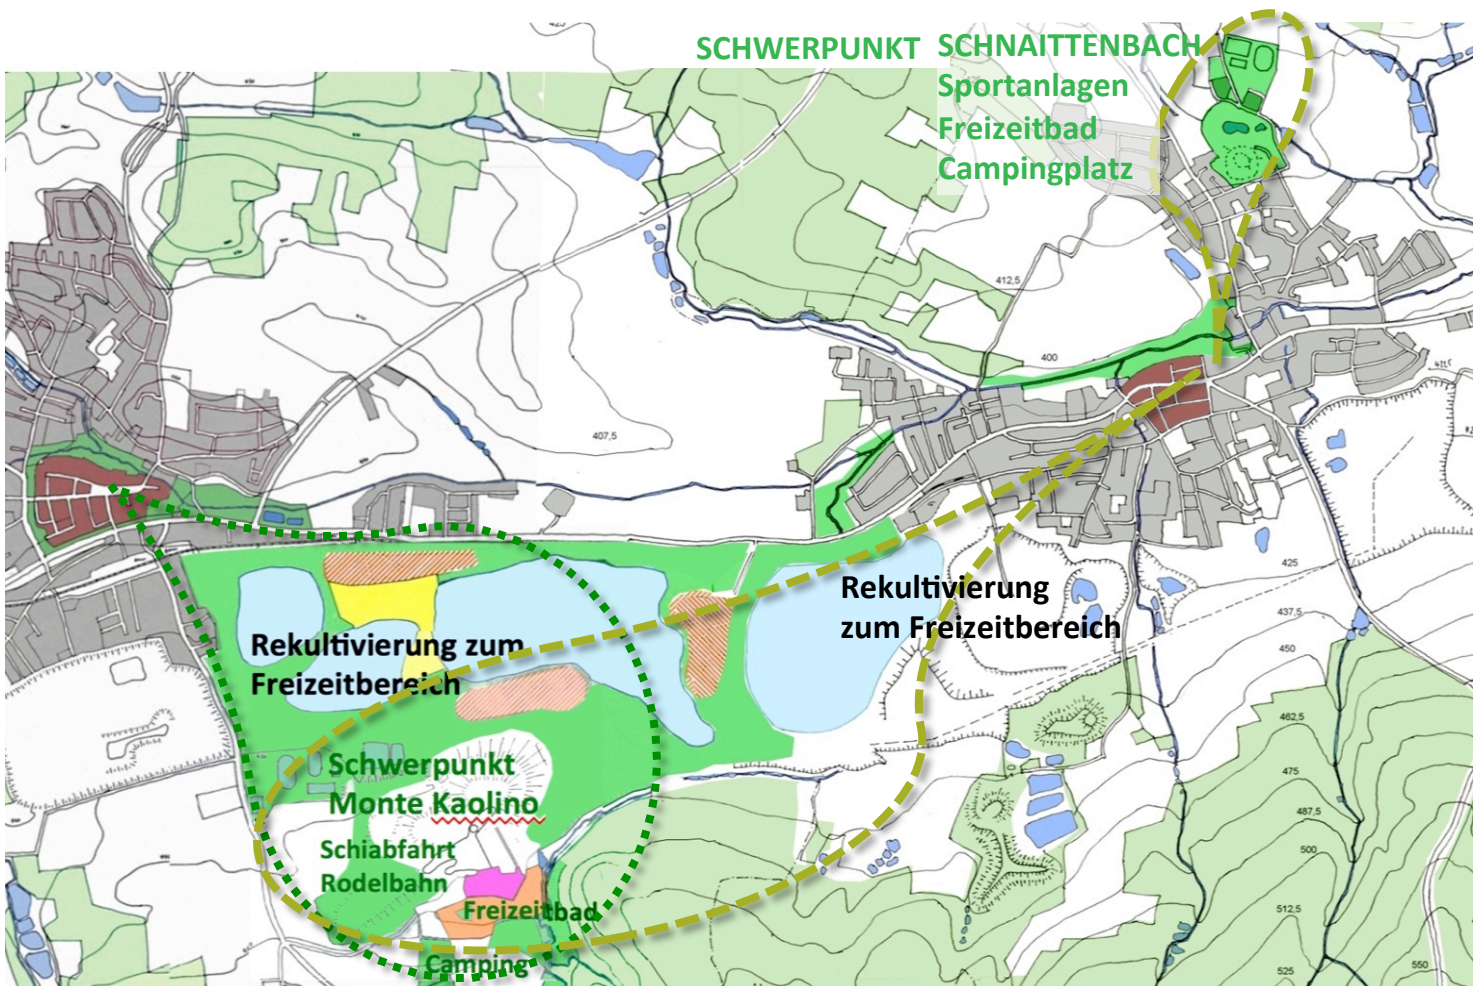 SCHWERPUNKT SCHNAITTENBACH
Sportanlagen
Freizeitbad
Campingplatz
425
412,5
400
407,5
425
437,5
450
462,5
475
487,5
500
512,5
525
550
Rekultivierung
zum Freizeitbereich
Rekultivierung zum
Freizeitbereich
Schwerpunkt
Monte Kaolino
Schiabfahrt
Rodelbahn
Freizeitbad
Camping